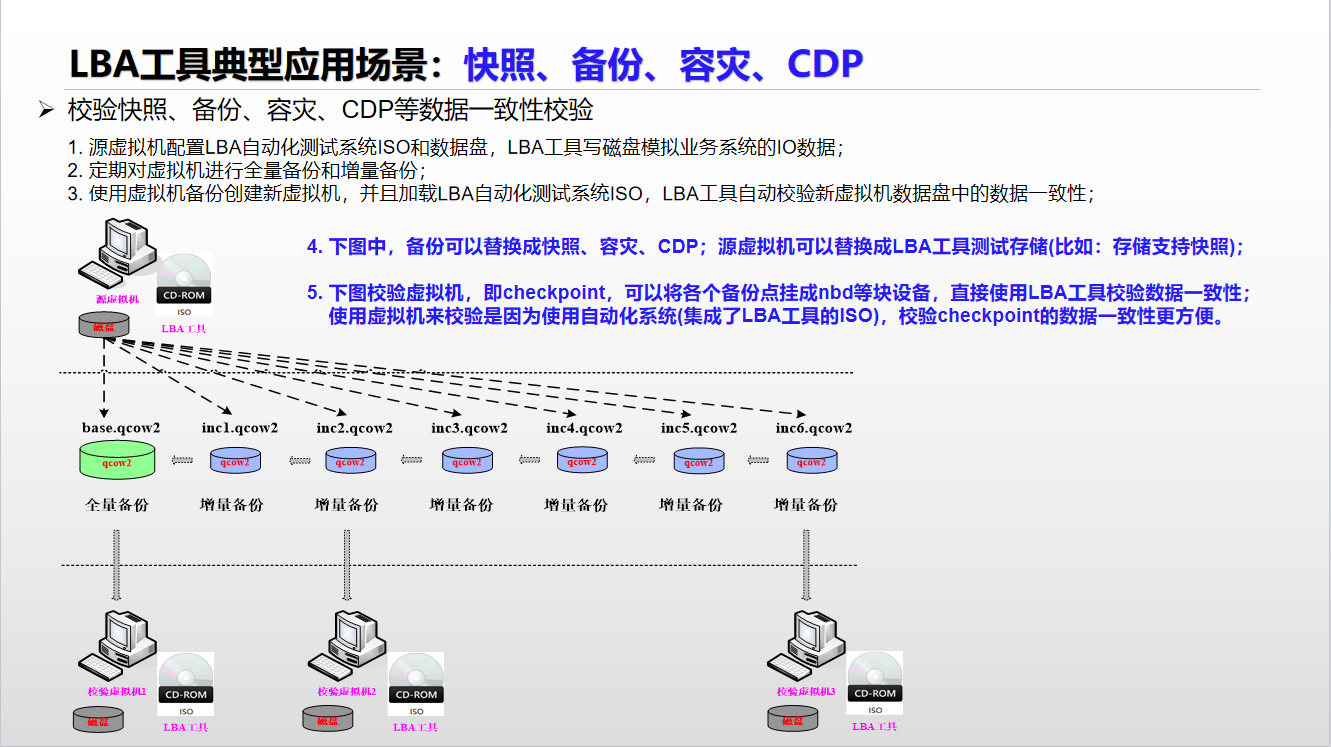 LBA工具典型应用场景：快照、备份、容灾、CDP
校验快照、备份、容灾、CDP等数据一致性校验
1. 源虚拟机配置LBA自动化测试系统ISO和数据盘，LBA工具写磁盘模拟业务系统的IO数据；
2. 定期对虚拟机进行全量备份和增量备份；
3. 使用虚拟机备份创建新虚拟机，并且加载LBA自动化测试系统ISO，LBA工具自动校验新虚拟机数据盘中的数据一致性；
4. 下图中，备份可以替换成快照、容灾、CDP；源虚拟机可以替换成LBA工具测试存储(比如：存储支持快照)；
5. 下图校验虚拟机，即checkpoint，可以将各个备份点挂成nbd等块设备，直接使用LBA工具校验数据一致性；
使用虚拟机来校验是因为使用自动化系统(集成了LBA工具的ISO)，校验checkpoint的数据一致性更方便。
源虚拟机
CD-ROM
ISO
磁盘
LBA工具
base.qcow2 inc1.qcow2 inc2.qcow2 inc3.qcow2 inc4.qcow2 inc5.qcow2 inc6.qcow2
qcow2 qcow2 qcow2 qcow2 qcow2 qcow2 qcow2
全量备份 增量备份 增量备份 增量备份 增量备份 增量备份 增量备份
校验虚拟机1 CD-ROM 校验虚拟机2 CD-ROM 校验虚拟机3 CD-ROM
ISO ISO ISO
磁盘 LBA工具 磁盘 LBA工具 磁盘 LBA工具